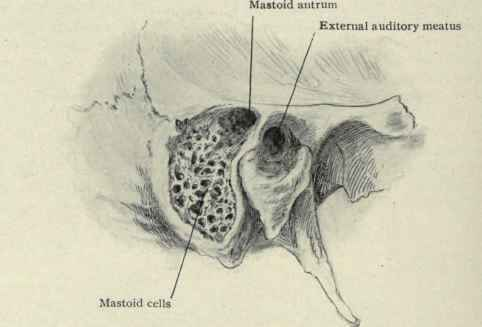 Mastoid antrum
External auditory meatus
Mastoid cells